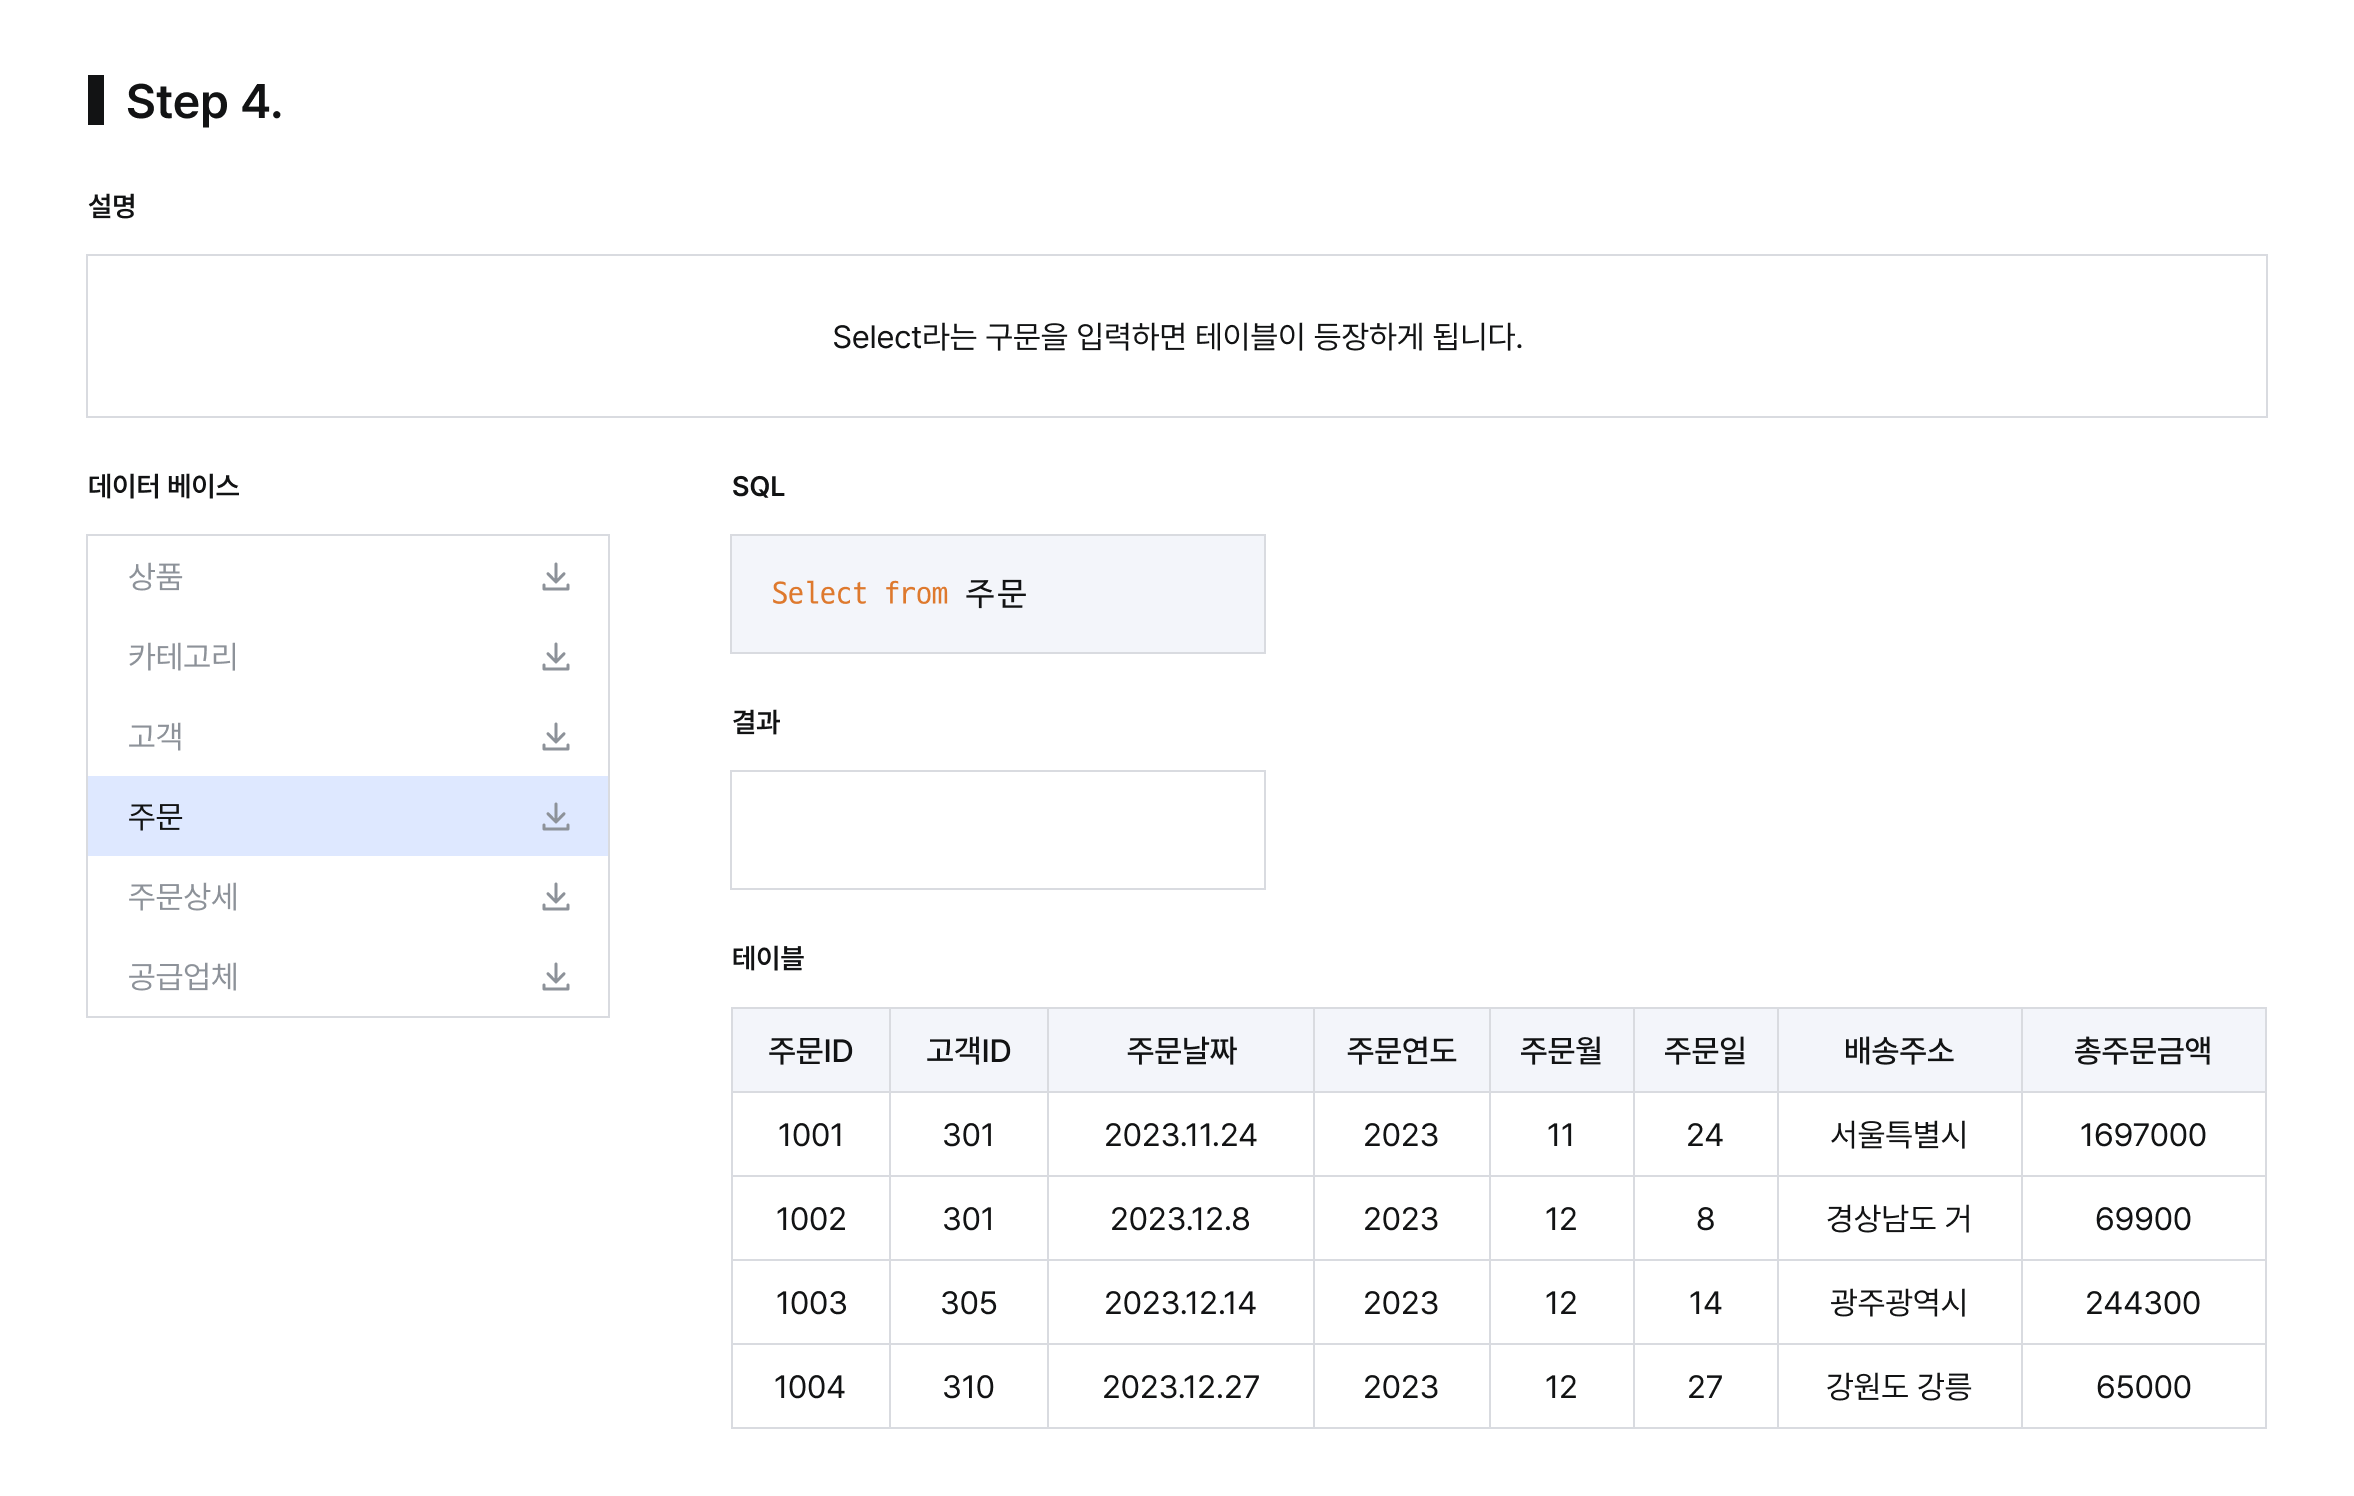 Step 4.
설명
Select라는 구문을 입력하면 테이블이 등장하게 됩니다.
데이터 베이스
상품
카테고리
고객
주문
주문상세
공급업체
SQL
Select from 주문
결과
테이블
주문ID 고객ID 주문날짜 주문연도 주문월 주문일 배송주소 총주문금액
1001 301 2023.11.24 2023 11 24 서울특별시 1697000
1002 301 2023.12.8 2023 12 8 경상남도 거 69900
1003 305 2023.12.14 2023 12 14 광주광역시 244300
1004 310 2023.12.27 2023 12 27 강원도 강릉 65000